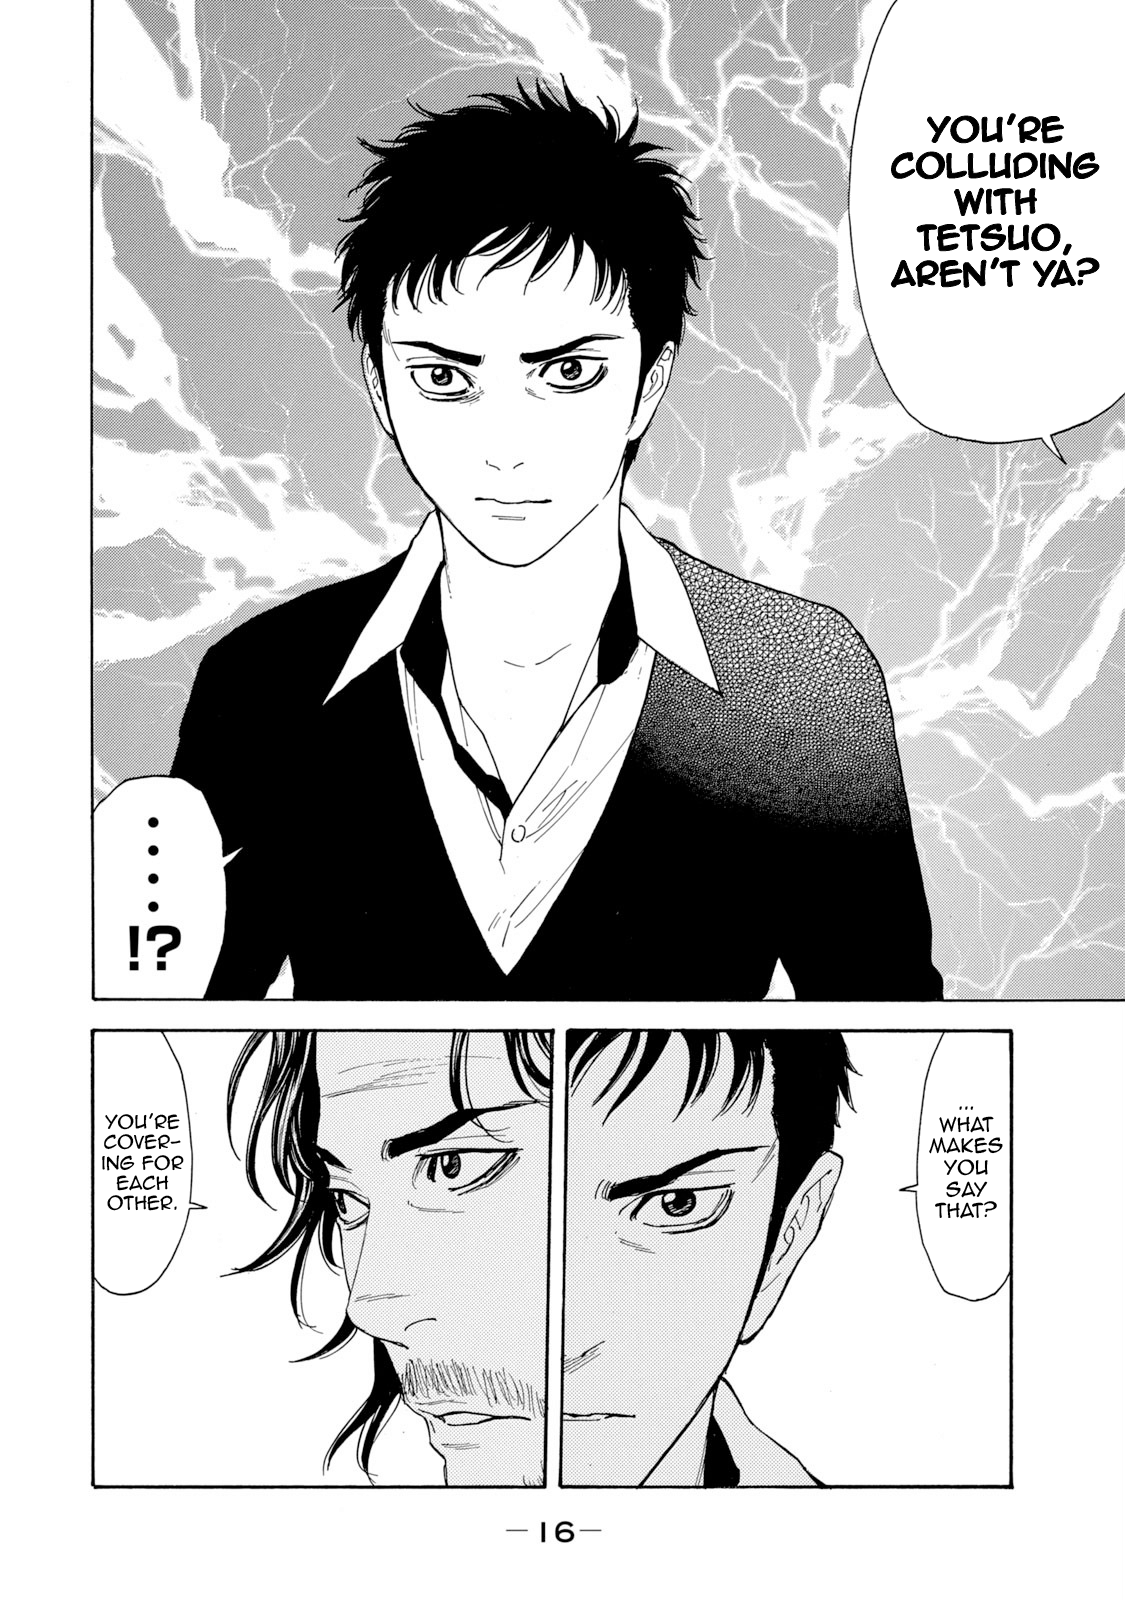 YOU'RE
COLLUDING
WITH
TETSUO,
AREN'T YA?
....
!?
...
WHAT
MAKES
YOU
SAY
THAT?
YOU'RE
COVER-
ING FOR
EACH
OTHER.
—16—